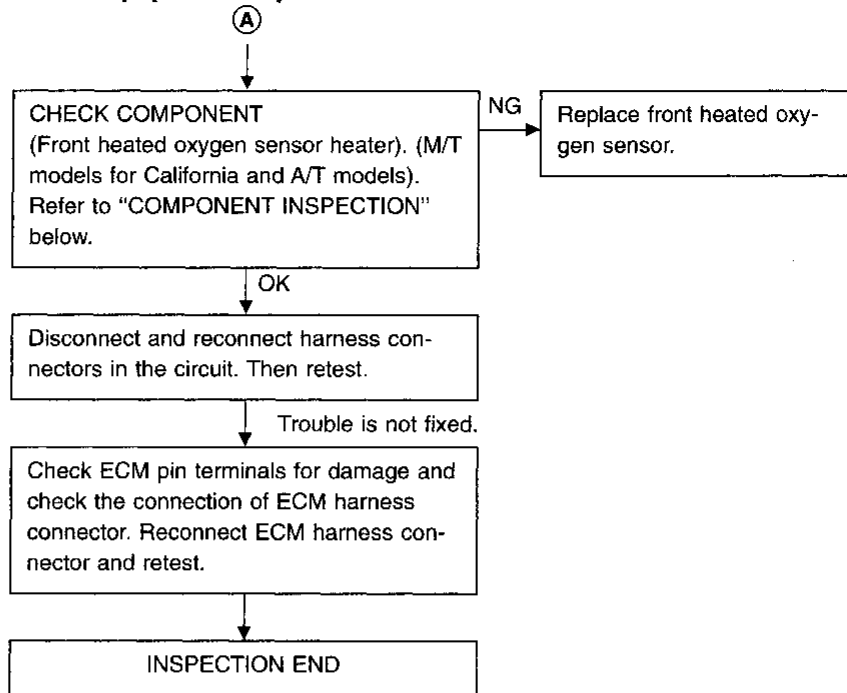 A
CHECK COMPONENT
(Front heated oxygen sensor heater). (M/T
models for California and A/T models).
Refer to “COMPONENT INSPECTION”
below.
NG
Replace front heated oxy-
gen sensor.
OK
Disconnect and reconnect harness con-
nectors in the circuit. Then retest.
Trouble is not fixed.
Check ECM pin terminals for damage and
check the connection of ECM harness
connector. Reconnect ECM harness con-
nector and retest.
INSPECTION END